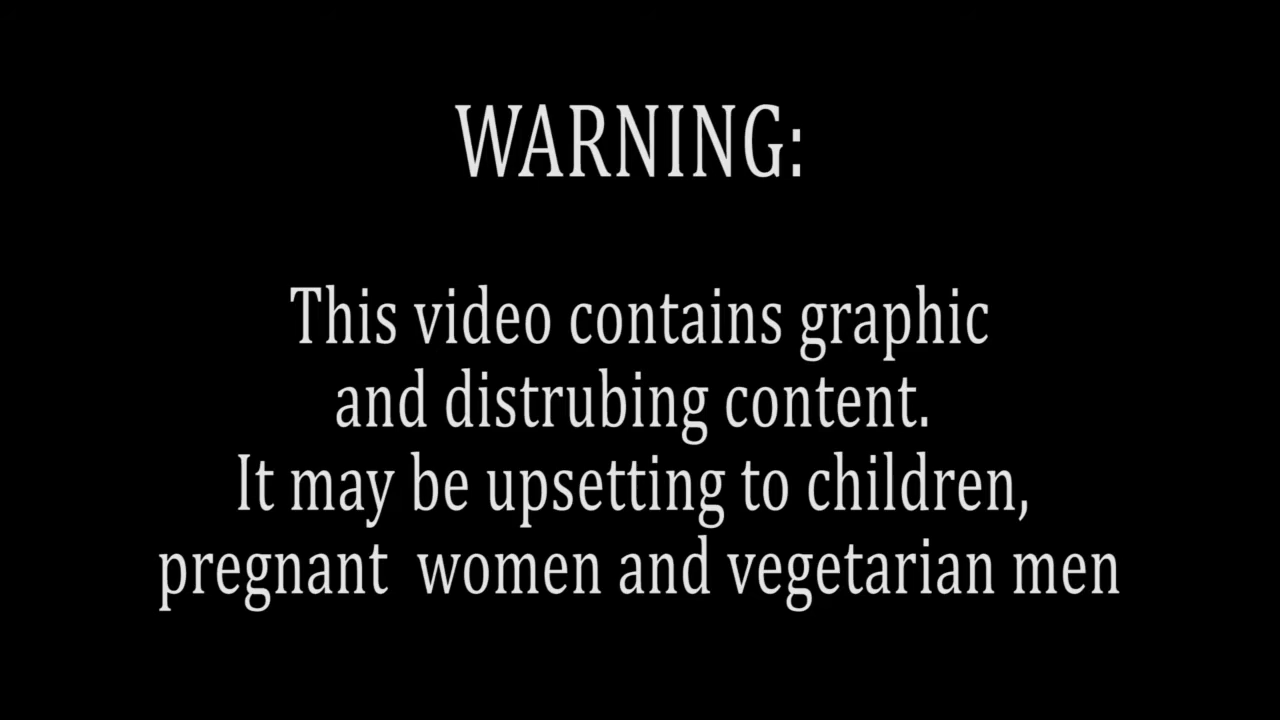 WARNING:
This video contains graphic
and distrubing content.
It may be upsetting to children,
pregnant  women and vegetarian men